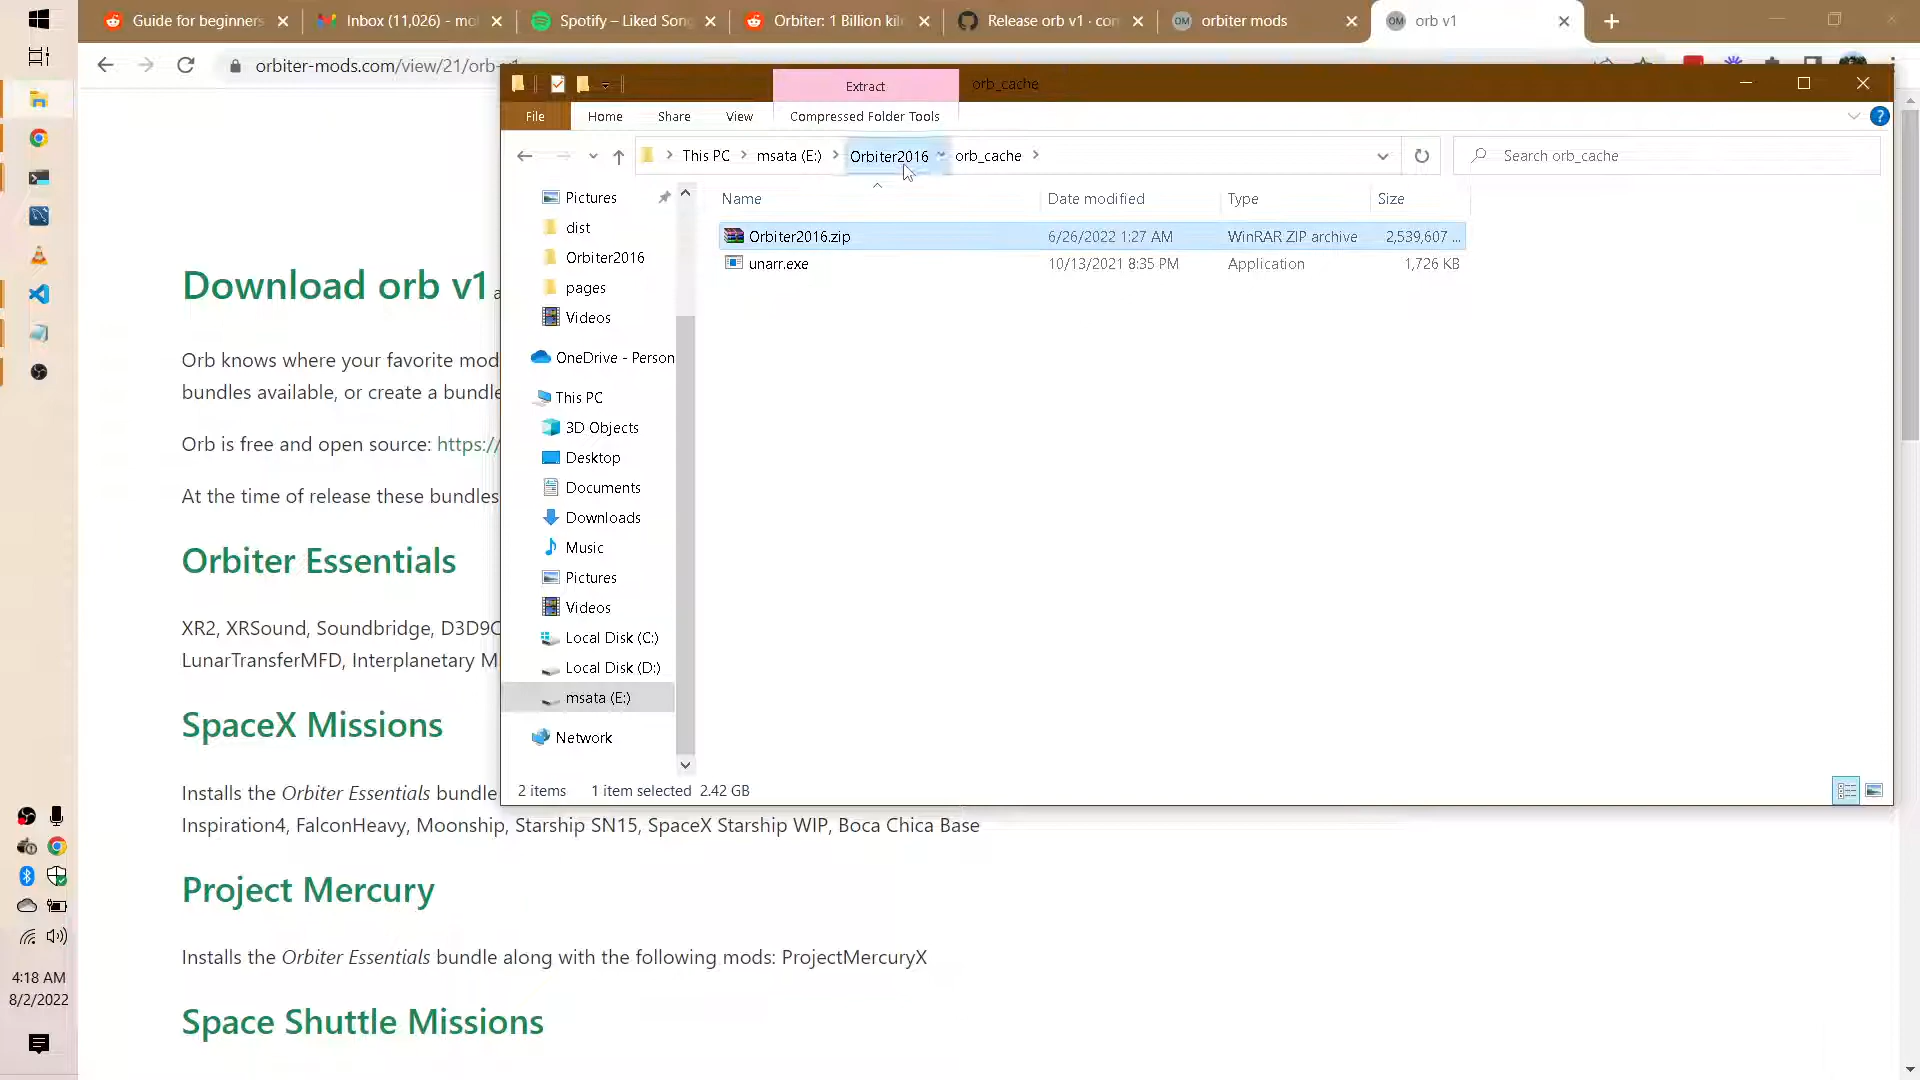 Guide for beginners
Inbox (11,026) - mo
Spotify – Liked Song
Orbiter: 1 Billion kil
Release orb v1 · con
OM orbiter mods
OM orb v1
orbiter-mods.com/view/21/orb-v1
Extract
orb_cache
File
Home
Share
View
Compressed Folder Tools
This PC
msata (E:)
Orbiter2016
orb_cache
Search orb_cache
Name
Date modified
Type
Size
Orbiter2016.zip
6/26/2022 1:27 AM
WinRAR ZIP archive
2,539,607 ...
unarr.exe
10/13/2021 8:35 PM
Application
1,726 KB
Pictures
dist
Orbiter2016
pages
Videos
OneDrive - Person
This PC
3D Objects
Desktop
Documents
Downloads
Music
Pictures
Videos
Local Disk (C:)
Local Disk (D:)
msata (E:)
Network
2 items
1 item selected 2.42 GB
Download orb v1 a
Orb knows where your favorite mod
bundles available, or create a bundle
Orb is free and open source: https://
At the time of release these bundles
Orbiter Essentials
XR2, XRSound, Soundbridge, D3D9C
LunarTransferMFD, Interplanetary M
SpaceX Missions
Installs the Orbiter Essentials bundle
Inspiration4, FalconHeavy, Moonship, Starship SN15, SpaceX Starship WIP, Boca Chica Base
Project Mercury
Installs the Orbiter Essentials bundle along with the following mods: ProjectMercuryX
Space Shuttle Missions
4:18 AM
8/2/2022